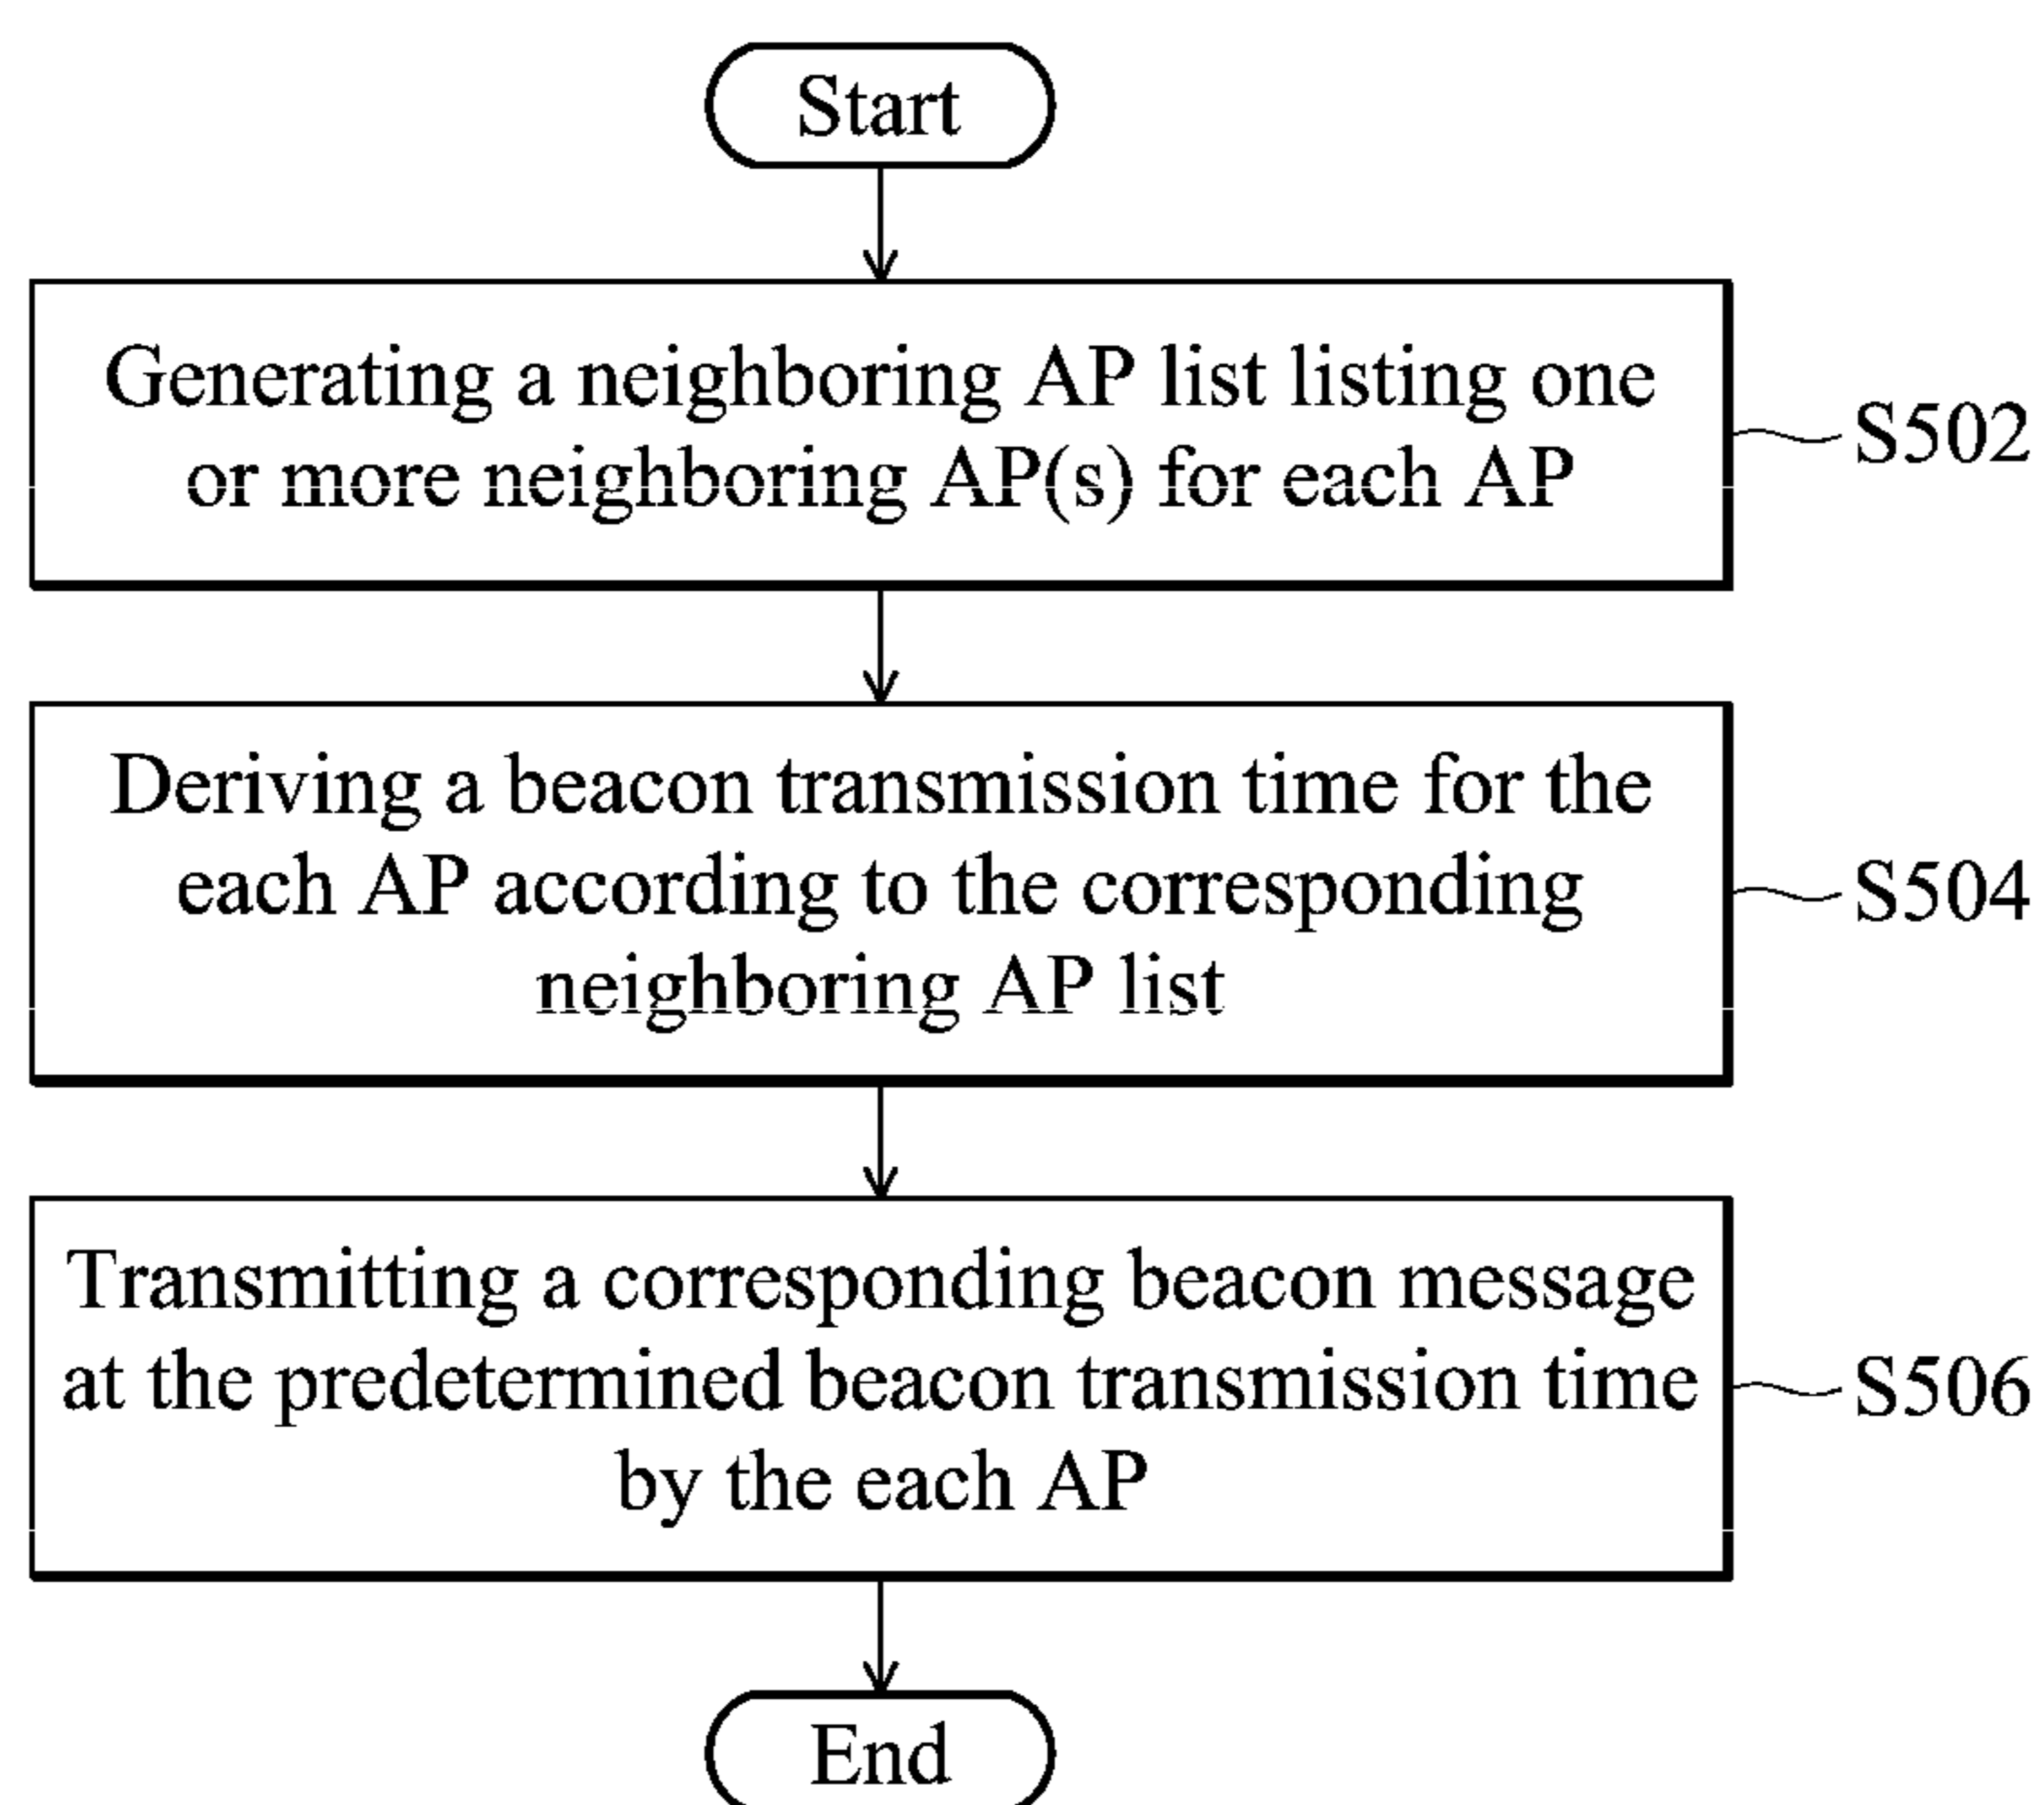 Start
Generating a neighboring AP list listing one
or more neighboring AP(s) for each AP
S502
Deriving a beacon transmission time for the
each AP according to the corresponding
neighboring AP list
S504
Transmitting a corresponding beacon message
at the predetermined beacon transmission time
by the each AP
S506
End